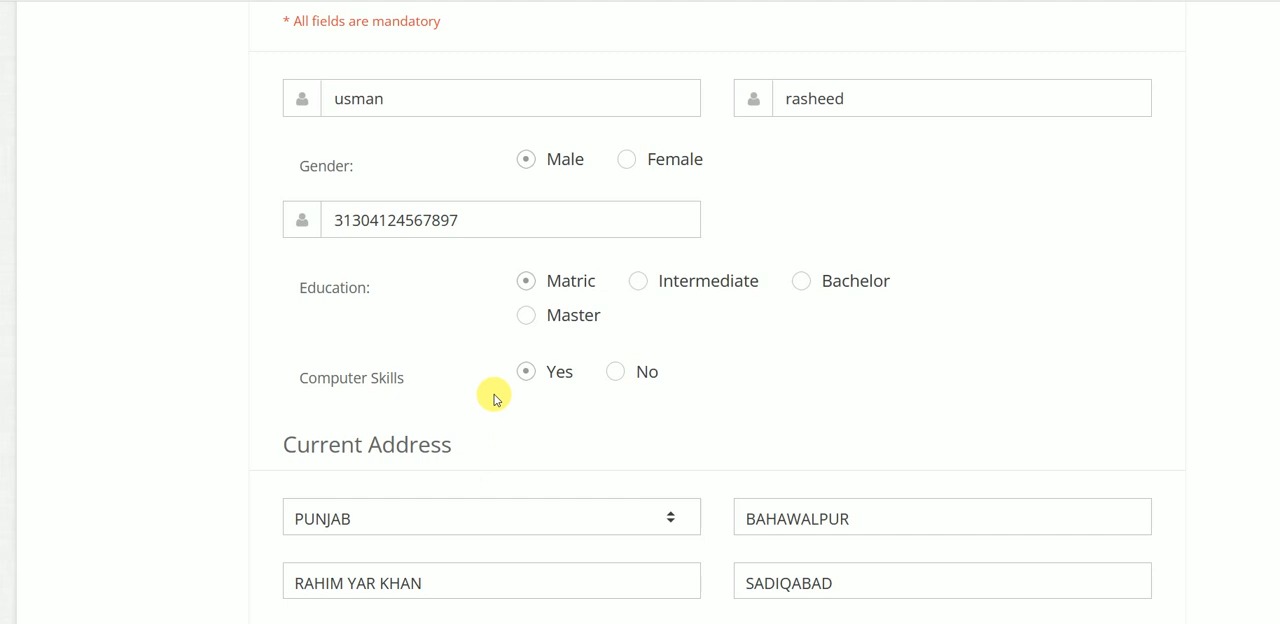 * All fields are mandatory
usman rasheed
Gender: Male Female
31304124567897
Education: Matric Intermediate Bachelor
Master
Computer Skills Yes No
Current Address
PUNJAB BAHAWALPUR
RAHIM YAR KHAN SADIQABAD